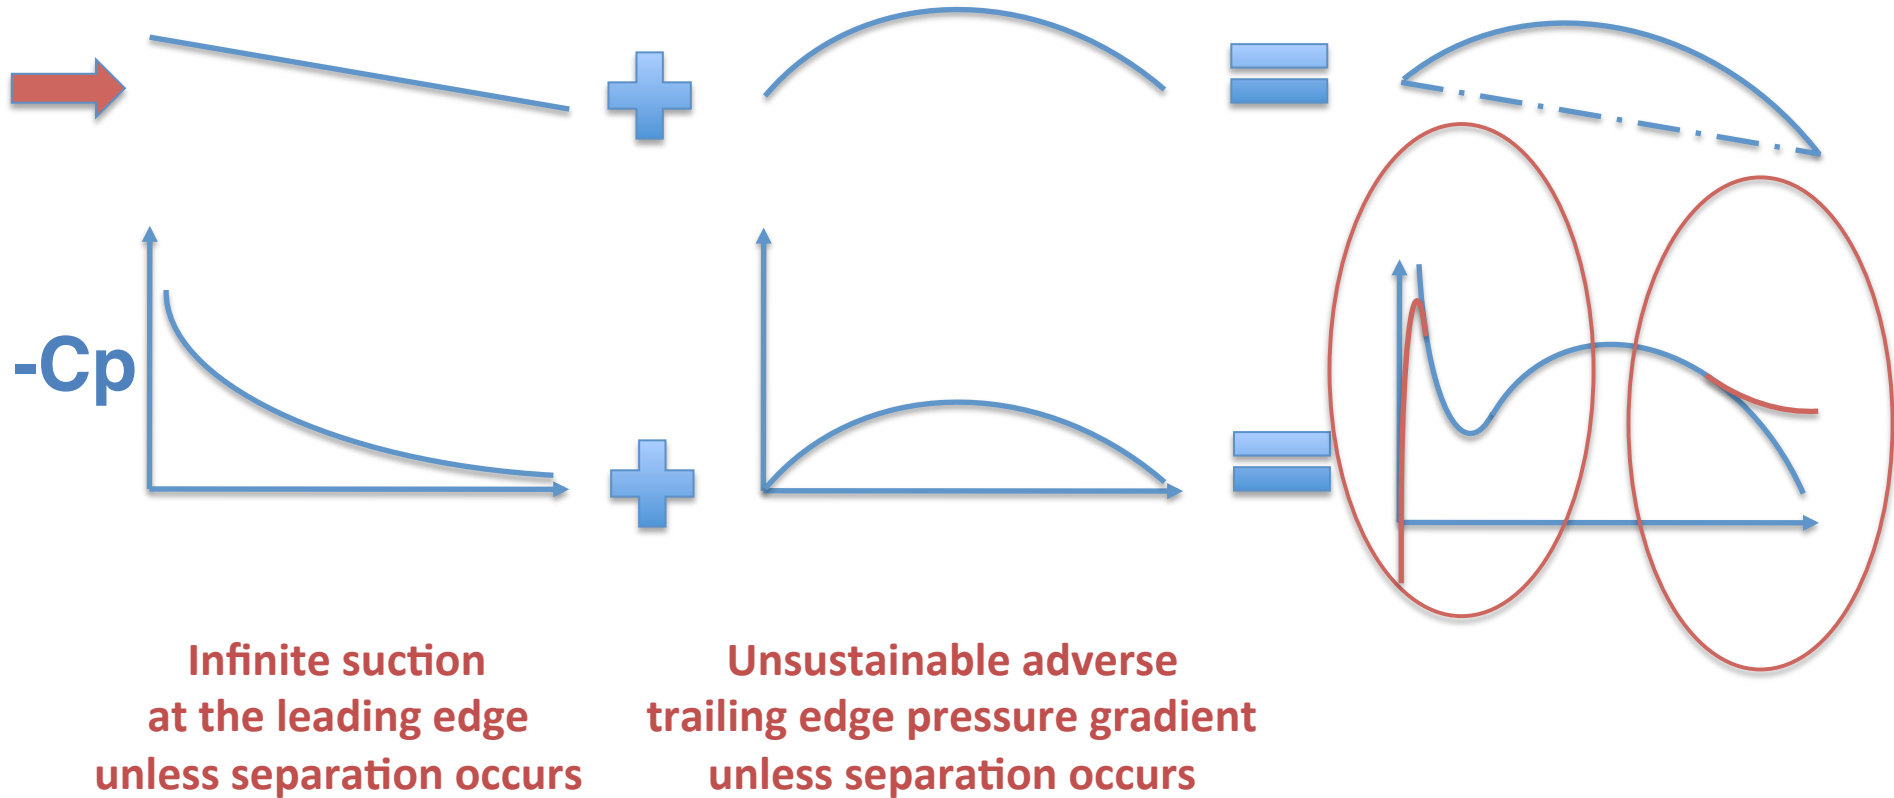 -Cp
Infinite suction
at the leading edge
unless separation occurs
Unsustainable adverse
trailing edge pressure gradient
unless separation occurs